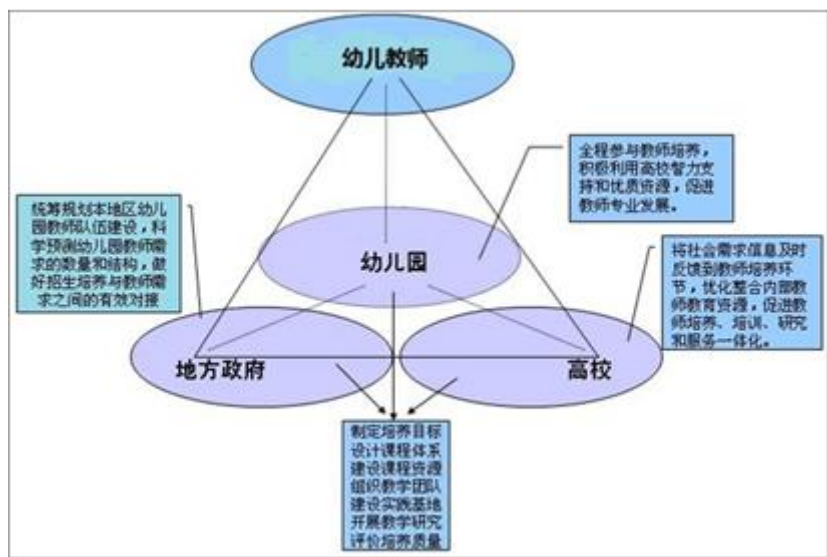 幼儿教师
全程参与教师培养，
积极利用高校智力支
持和优质资源，促进
教师专业发展。
统筹规划本地区幼儿
园教师队伍建设，科
学预测幼儿园教师需
求的数量和结构，做
好招生培养与教师需
求之间的有效对接
幼儿园
将社会需求信息及时
反馈到教师培养环
节，优化整合内部教
师教育资源，促进教
师培养、培训、研究
和服务一体化。
地方政府
高校
制定培养目标
设计课程体系
建设课程资源
组织教学团队
建设实践基地
开展教学研究
评价培养质量